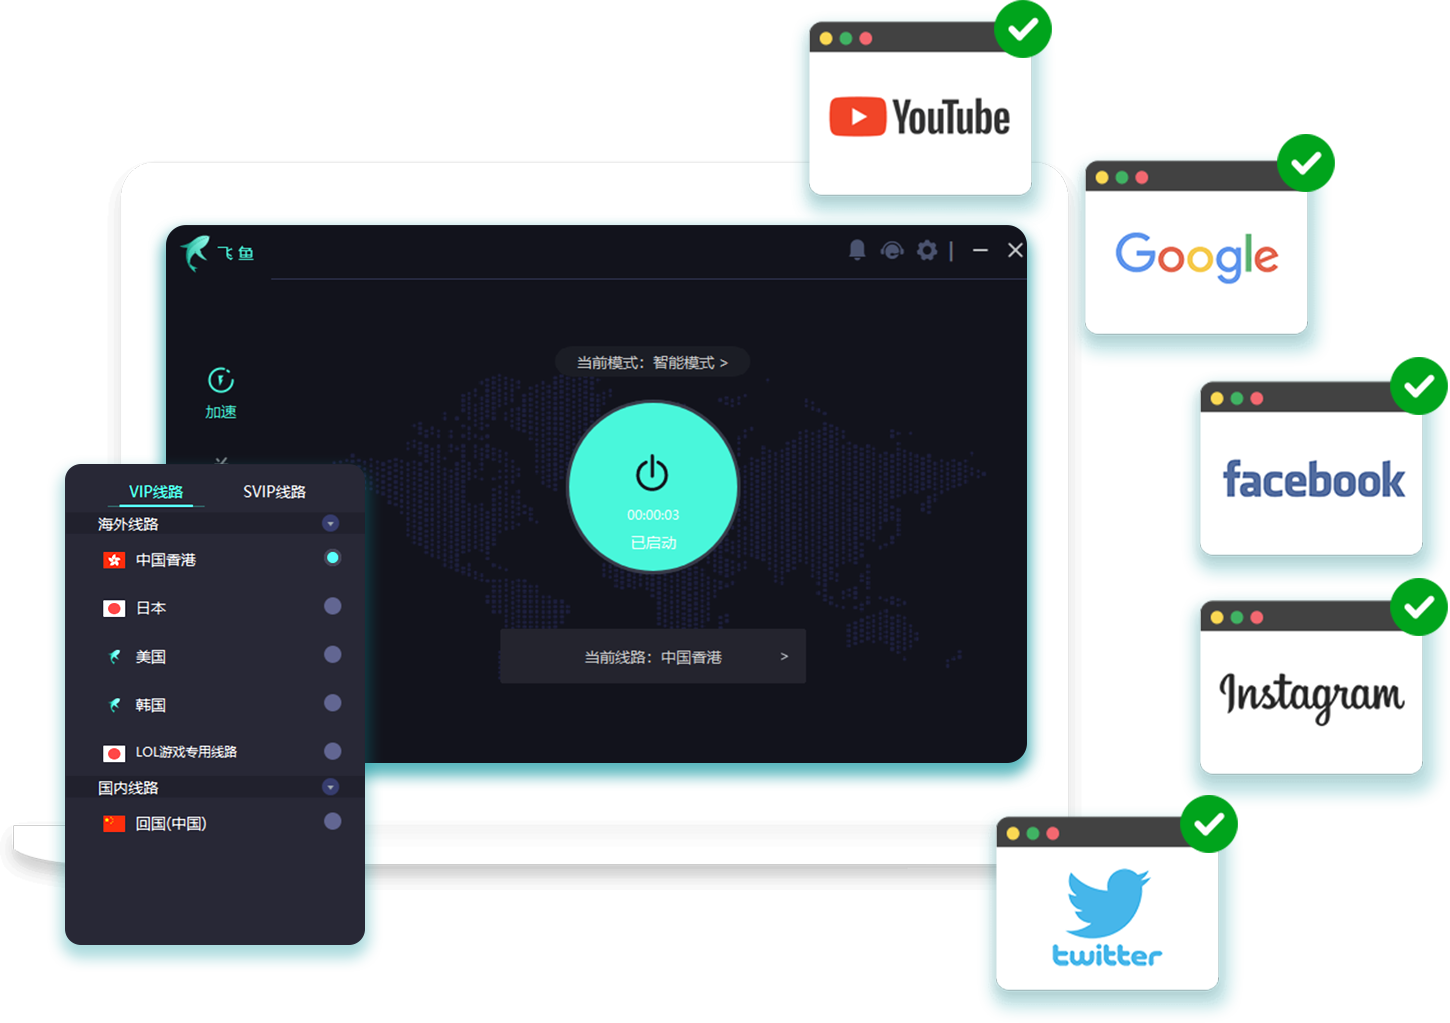 YouTube
Google
飞鱼
当前模式：智能模式 >
加速
00:00:03
已启动
当前线路：中国香港 >
VIP线路 SVIP线路
海外线路
中国香港
日本
美国
韩国
LOL游戏专用线路
国内线路
回国(中国)
facebook
Instagram
twitter